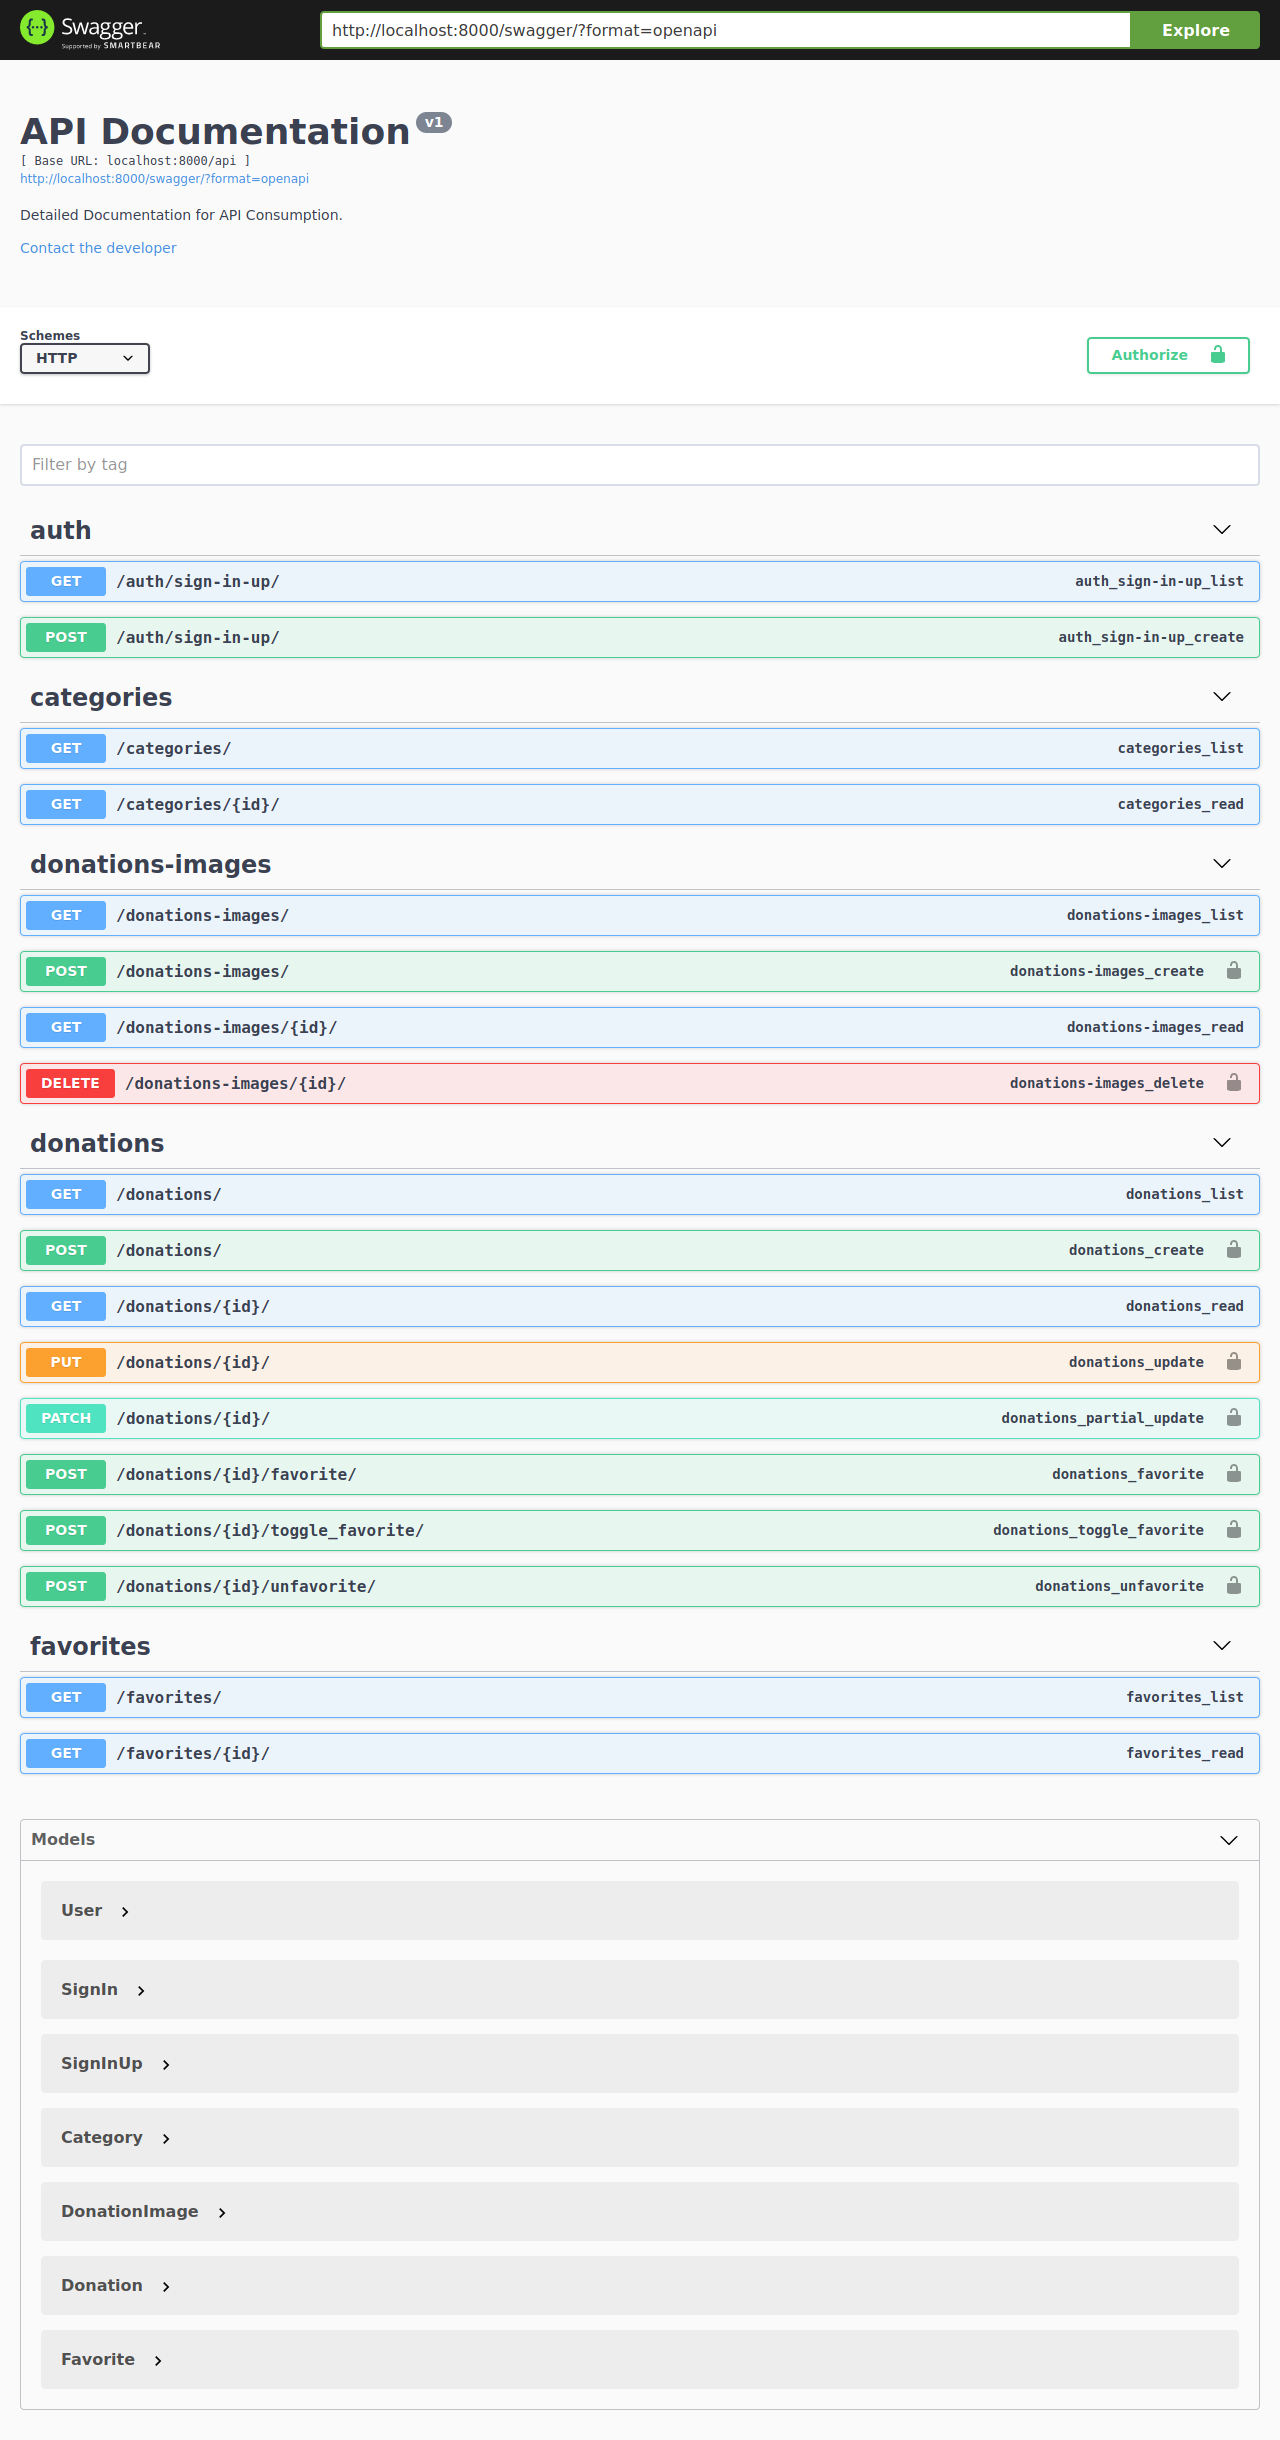 Swagger
Supported by SMARTBEAR
http://localhost:8000/swagger/?format=openapi
Explore
API Documentation v1
[ Base URL: localhost:8000/api ]
http://localhost:8000/swagger/?format=openapi
Detailed Documentation for API Consumption.
Contact the developer
Schemes
HTTP
Authorize
Filter by tag
auth
GET /auth/sign-in-up/ auth_sign-in-up_list
POST /auth/sign-in-up/ auth_sign-in-up_create
categories
GET /categories/ categories_list
GET /categories/{id}/ categories_read
donations-images
GET /donations-images/ donations-images_list
POST /donations-images/ donations-images_create
GET /donations-images/{id}/ donations-images_read
DELETE /donations-images/{id}/ donations-images_delete
donations
GET /donations/ donations_list
POST /donations/ donations_create
GET /donations/{id}/ donations_read
PUT /donations/{id}/ donations_update
PATCH /donations/{id}/ donations_partial_update
POST /donations/{id}/favorite/ donations_favorite
POST /donations/{id}/toggle_favorite/ donations_toggle_favorite
POST /donations/{id}/unfavorite/ donations_unfavorite
favorites
GET /favorites/ favorites_list
GET /favorites/{id}/ favorites_read
Models
User
SignIn
SignInUp
Category
DonationImage
Donation
Favorite